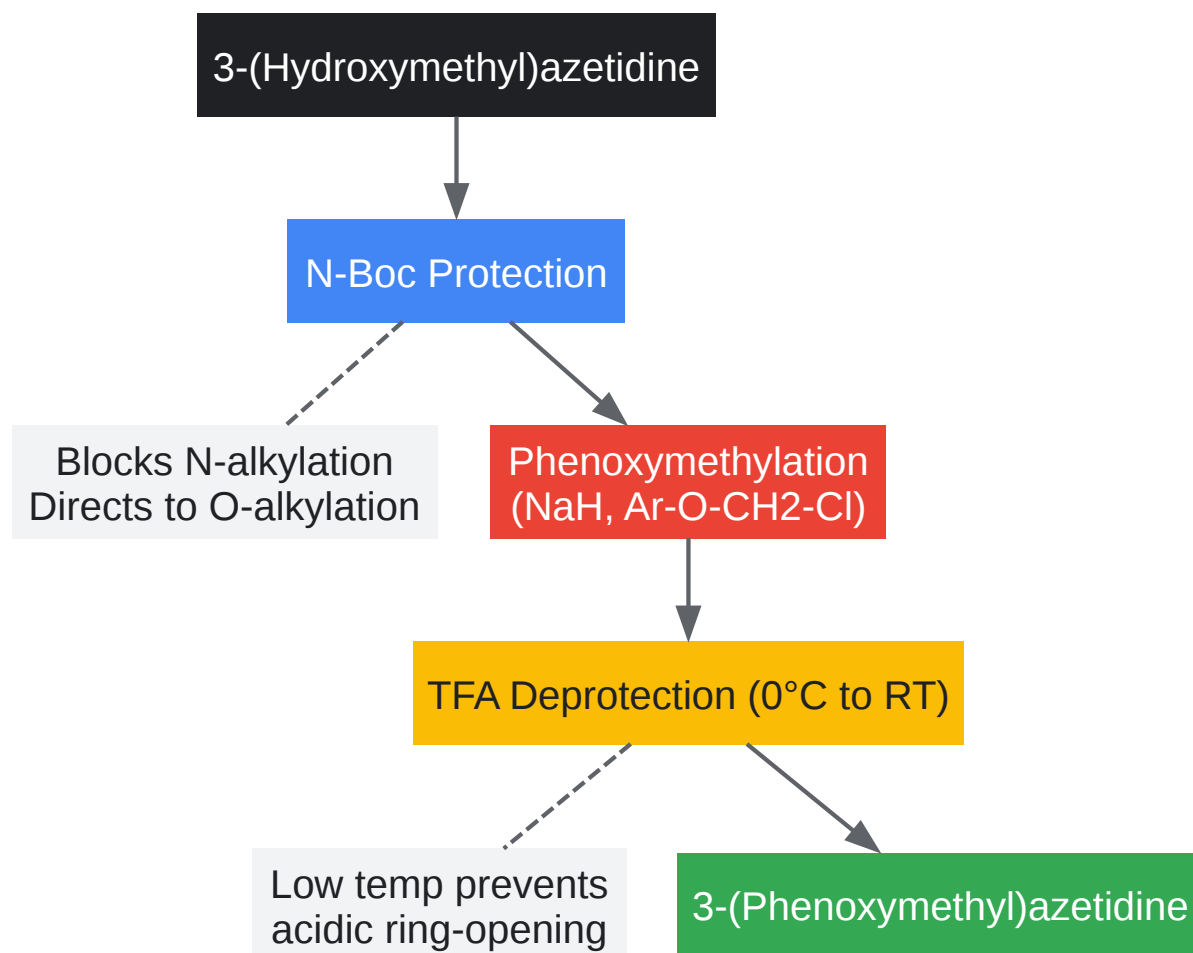 3-(Hydroxymethyl)azetidine
N-Boc Protection
Blocks N-alkylation
Directs to O-alkylation
Phenoxymethylation
(NaH, Ar-O-CH2-Cl)
TFA Deprotection (0°C to RT)
Low temp prevents
acidic ring-opening
3-(Phenoxymethyl)azetidine